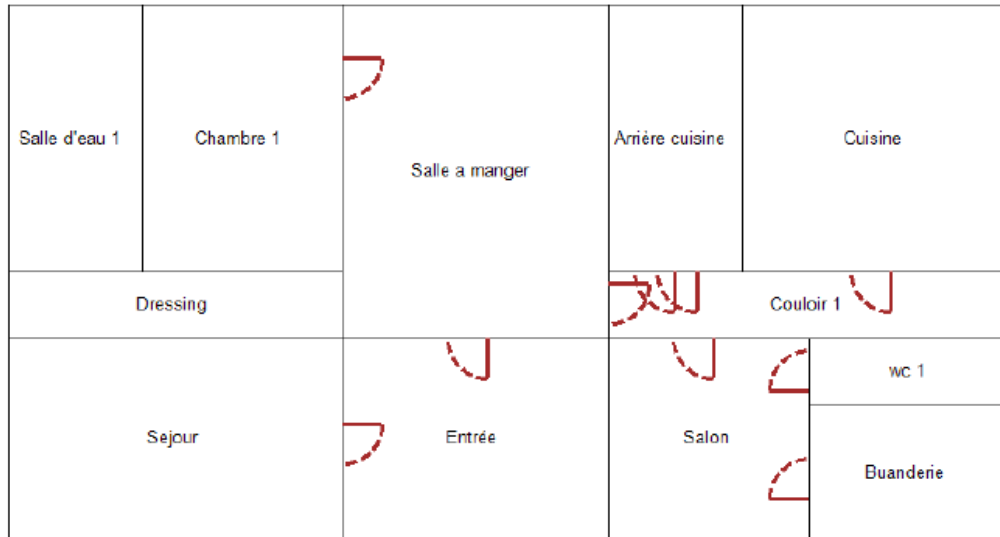 Salle d'eau 1
Chambre 1
Salle a manger
Arrière cuisine
Cuisine
Dressing
Couloir 1
Sejour
Entrée
Salon
wc 1
Buanderie